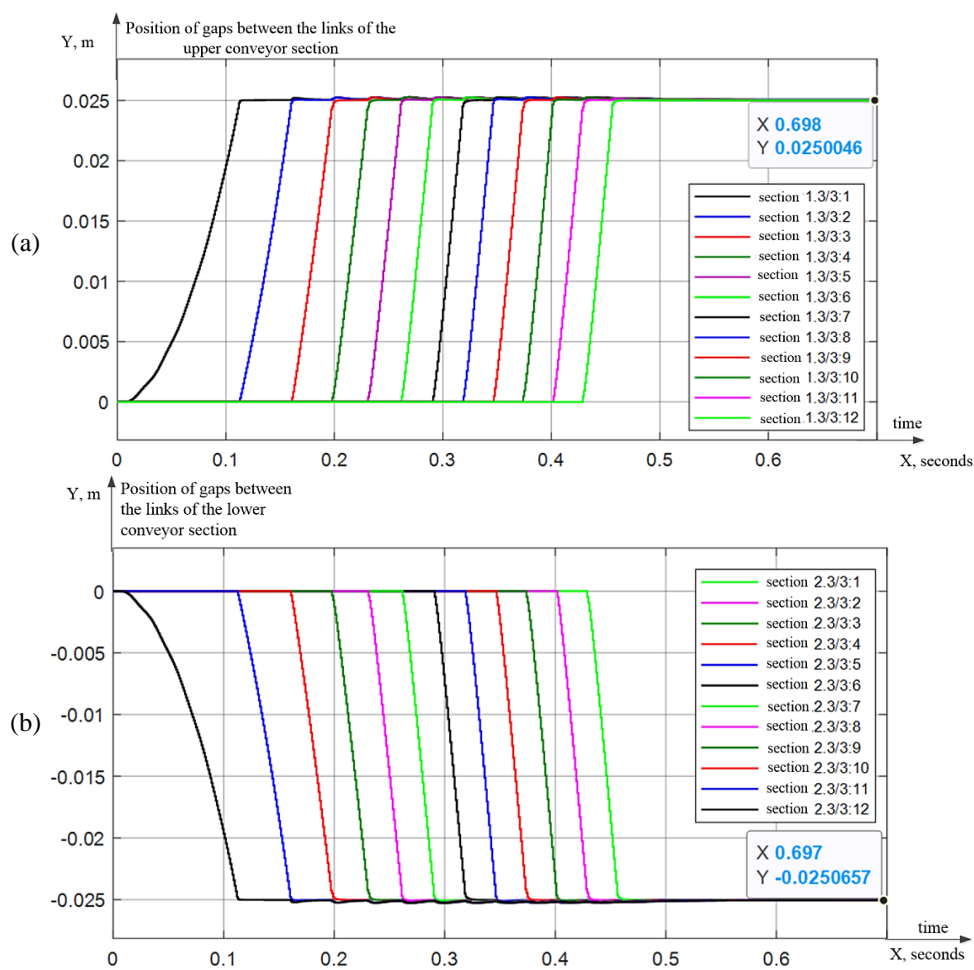 Position of gaps between the links of the
upper conveyor section
Y, m
0.025
0.02
0.015
0.01
0.005
0
(a)
X 0.698
Y 0.0250046
section 1.3/3:1
section 1.3/3:2
section 1.3/3:3
section 1.3/3:4
section 1.3/3:5
section 1.3/3:6
section 1.3/3:7
section 1.3/3:8
section 1.3/3:9
section 1.3/3:10
section 1.3/3:11
section 1.3/3:12
time
0 0.1 0.2 0.3 0.4 0.5 0.6 X, seconds
Y, m
Position of gaps between
the links of the lower
conveyor section
0
-0.005
-0.01
-0.015
-0.02
-0.025
(b)
section 2.3/3:1
section 2.3/3:2
section 2.3/3:3
section 2.3/3:4
section 2.3/3:5
section 2.3/3:6
section 2.3/3:7
section 2.3/3:8
section 2.3/3:9
section 2.3/3:10
section 2.3/3:11
section 2.3/3:12
X 0.697
Y -0.0250657
time
0 0.1 0.2 0.3 0.4 0.5 0.6 X, seconds